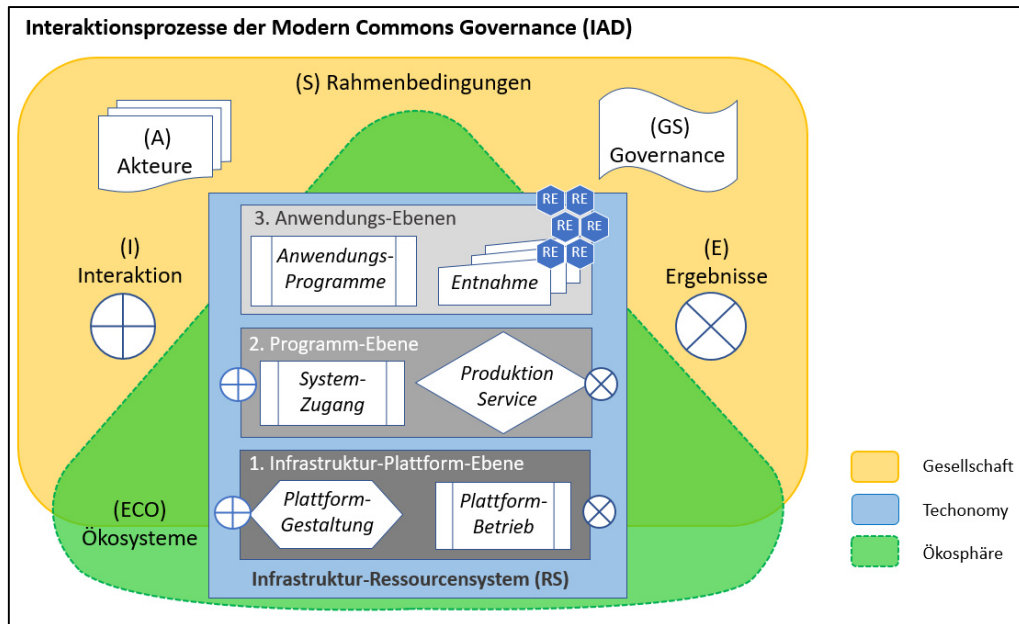 Interaktionsprozesse der Modern Commons Governance (IAD)
(S) Rahmenbedingungen
(A)
Akteure
(GS)
Governance
(I)
Interaktion
(E)
Ergebnisse
RE RE
RE RE
RE RE
3. Anwendungs-Ebenen
Anwendungs-
Programme
Entnahme
2. Programm-Ebene
System-
Zugang
Produktion
Service
1. Infrastruktur-Plattform-Ebene
Plattform-
Gestaltung
Plattform-
Betrieb
Infrastruktur-Ressourcensystem (RS)
(ECO)
Ökosysteme
Gesellschaft
Techonomy
Ökosphäre